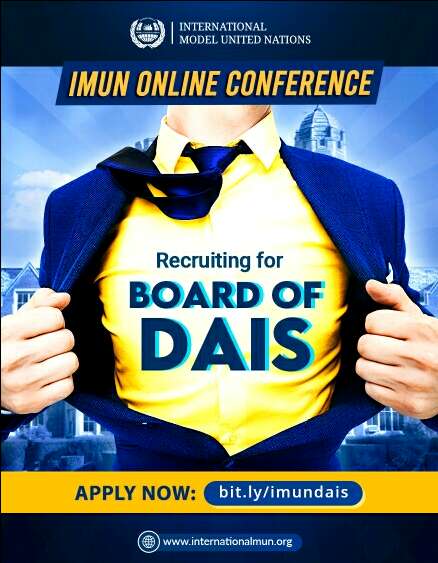 INTERNATIONAL
MODEL UNITED NATIONS
IMUN ONLINE CONFERENCE
Recruiting for
BOARD OF
DAIS
APPLY NOW: bit.ly/imundais
www.internationalmun.org